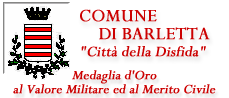 COMUNE
DI BARLETTA
"Città della Disfida"
Medaglia d'Oro
al Valore Militare ed al Merito Civile